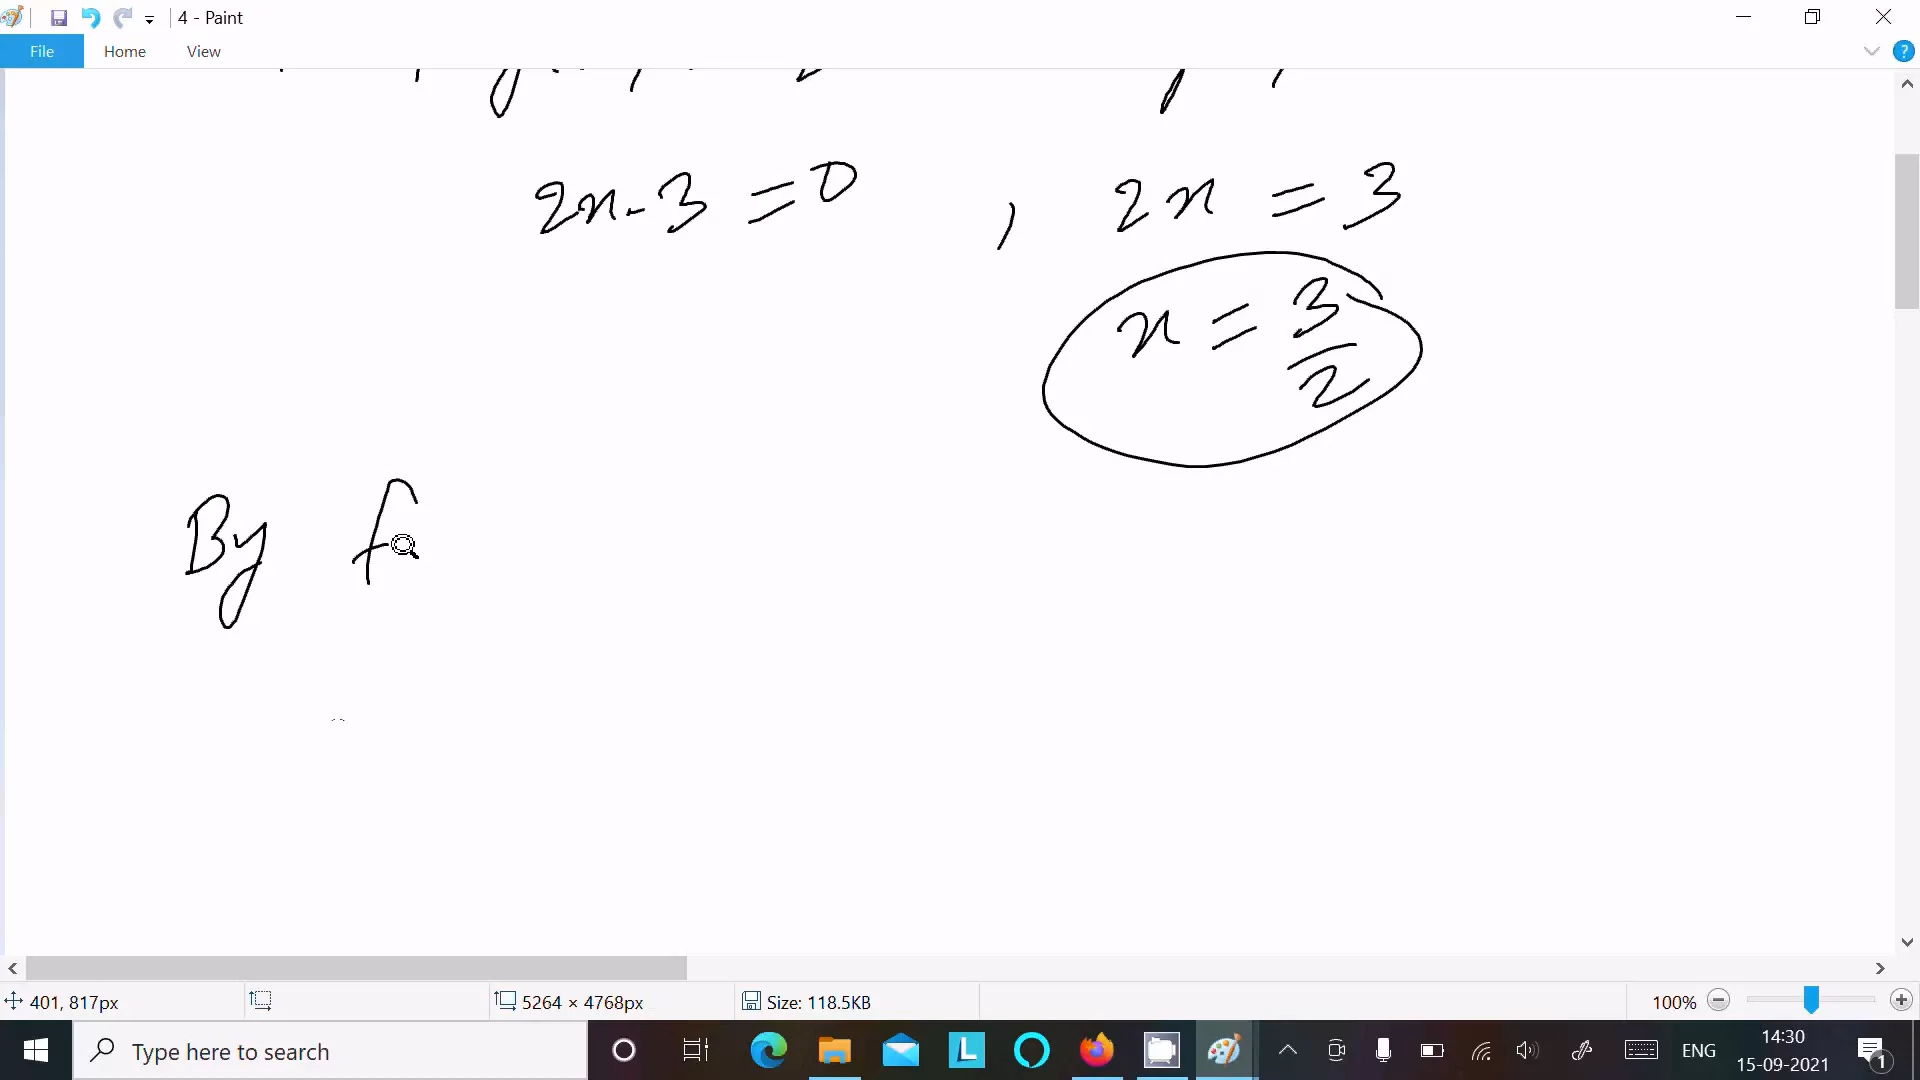 4 - Paint
File Home View
2x - 3 = 0 , 2x = 3
x = 3/2
By f
401, 817px 5264 × 4768px Size: 118.5KB 100%
Type here to search L ENG 14:30
15-09-2021 1